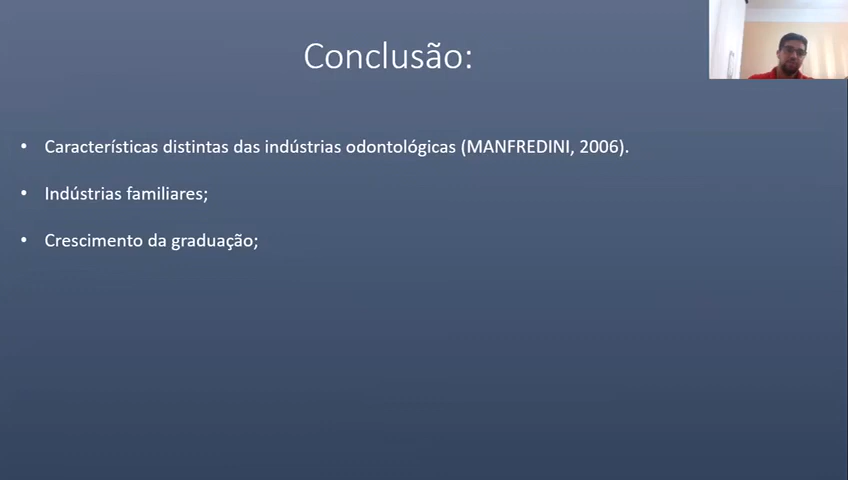 Conclusão:
• Características distintas das indústrias odontológicas (MANFREDINI, 2006).
• Indústrias familiares;
• Crescimento da graduação;